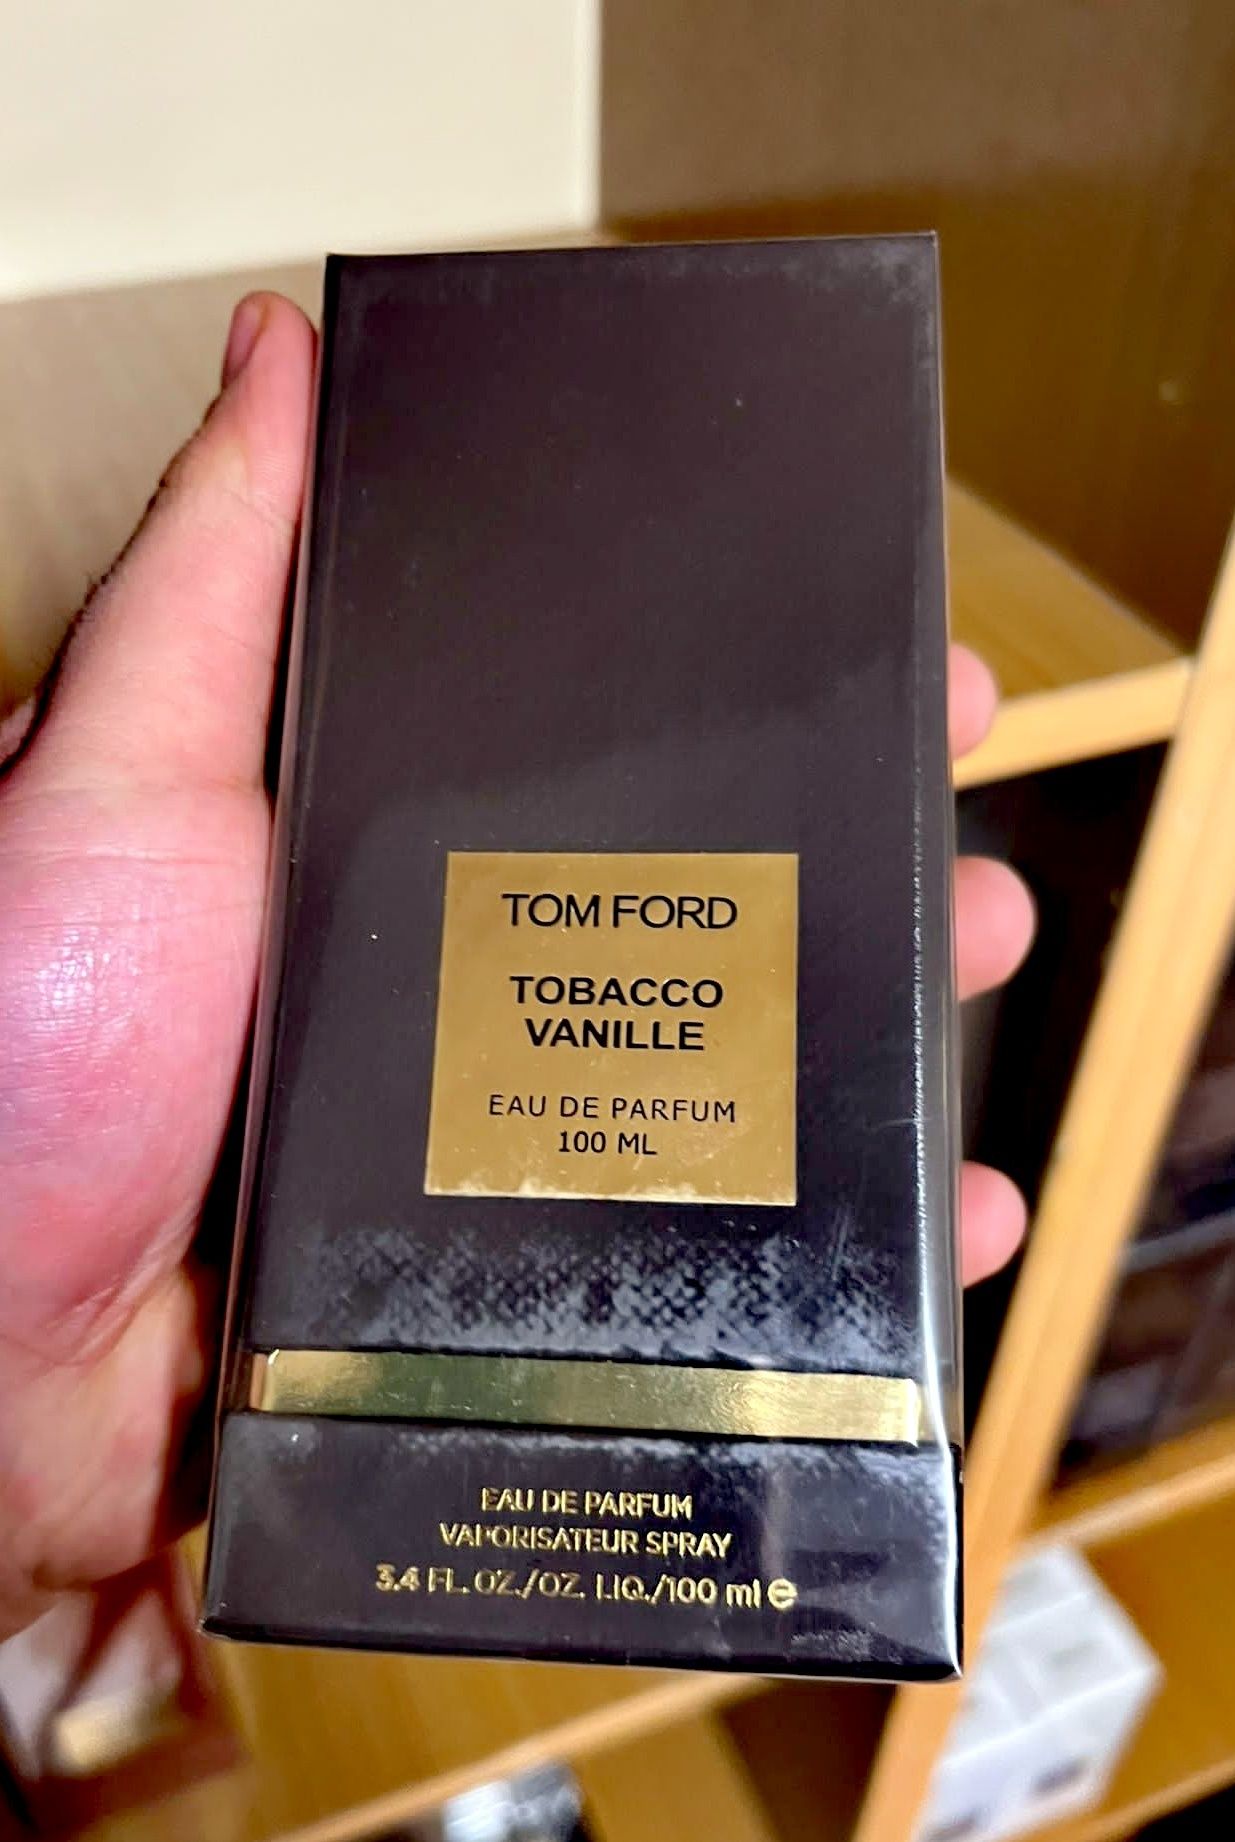 TOM FORD
TOBACCO
VANILLE
EAU DE PARFUM
100 ML
EAU DE PARFUM
VAPORISATEUR SPRAY
3.4 FL. OZ./OZ. LIQ./100 ml ℮